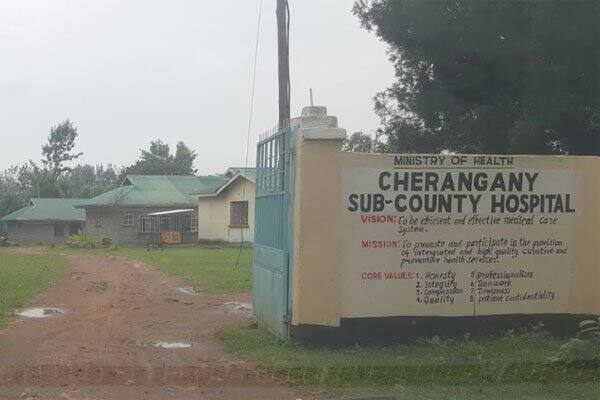 MINISTRY OF HEALTH
CHERANGANY
SUB-COUNTY HOSPITAL
VISION: To be efficient and effective medical care
system.
MISSION: To promote and participate in the provision
of integrated and high quality curative and
preventive health services.
CORE VALUES: 1. Honesty 5 Professionalism
2. Integrity 6 Teamwork
3. Compassion 7 Timeliness
4. Quality 8 patient confidentiality